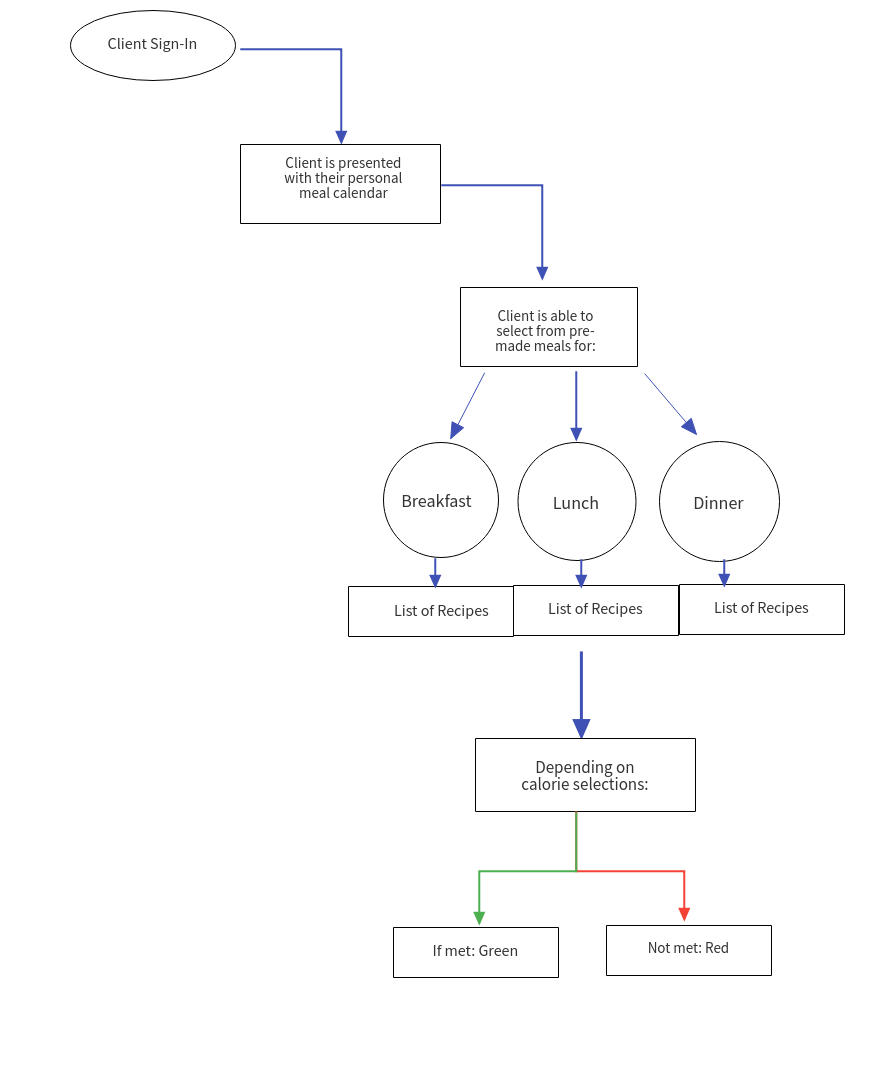 Client Sign-In
Client is presented
with their personal
meal calendar
Client is able to
select from pre-
made meals for:
Breakfast
Lunch
Dinner
List of Recipes
List of Recipes
List of Recipes
Depending on
calorie selections:
If met: Green
Not met: Red